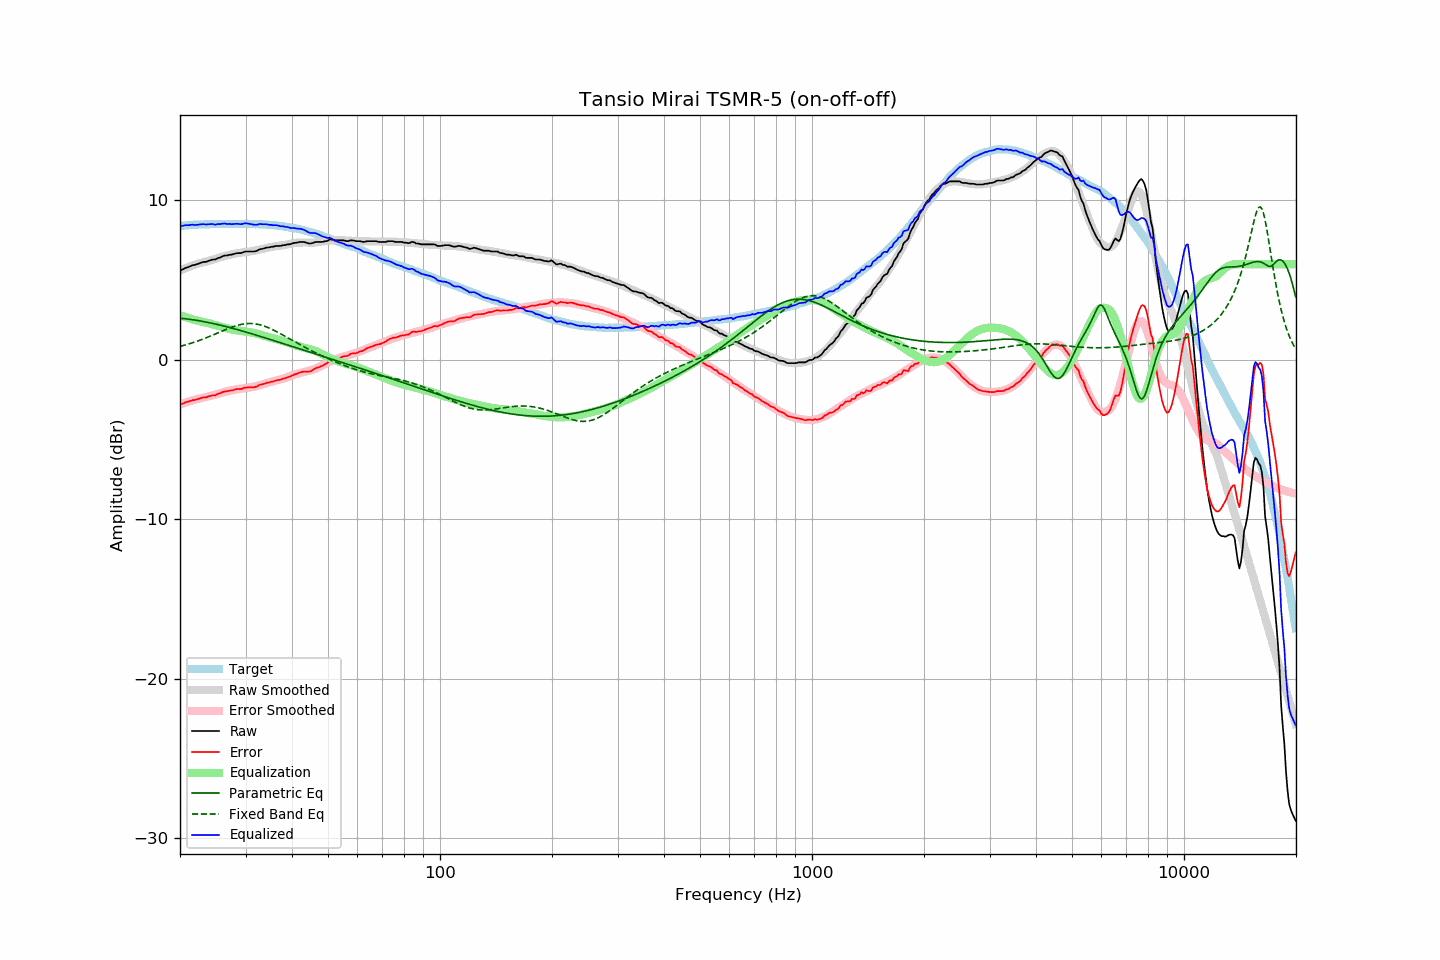 Tansio Mirai TSMR-5 (on-off-off)
Amplitude (dBr)
10
0
−10
−20
−30
Target
Raw Smoothed
Error Smoothed
Raw
Error
Equalization
Parametric Eq
Fixed Band Eq
Equalized
100
1000
10000
Frequency (Hz)